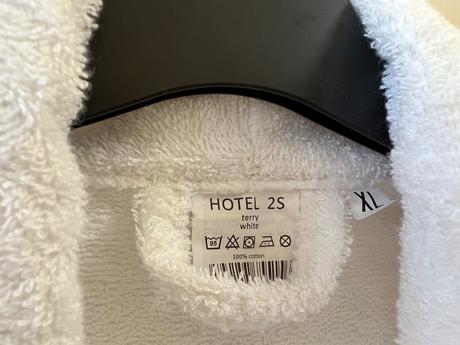 HOTEL 2S
XL
terry
white
95
100% cotton